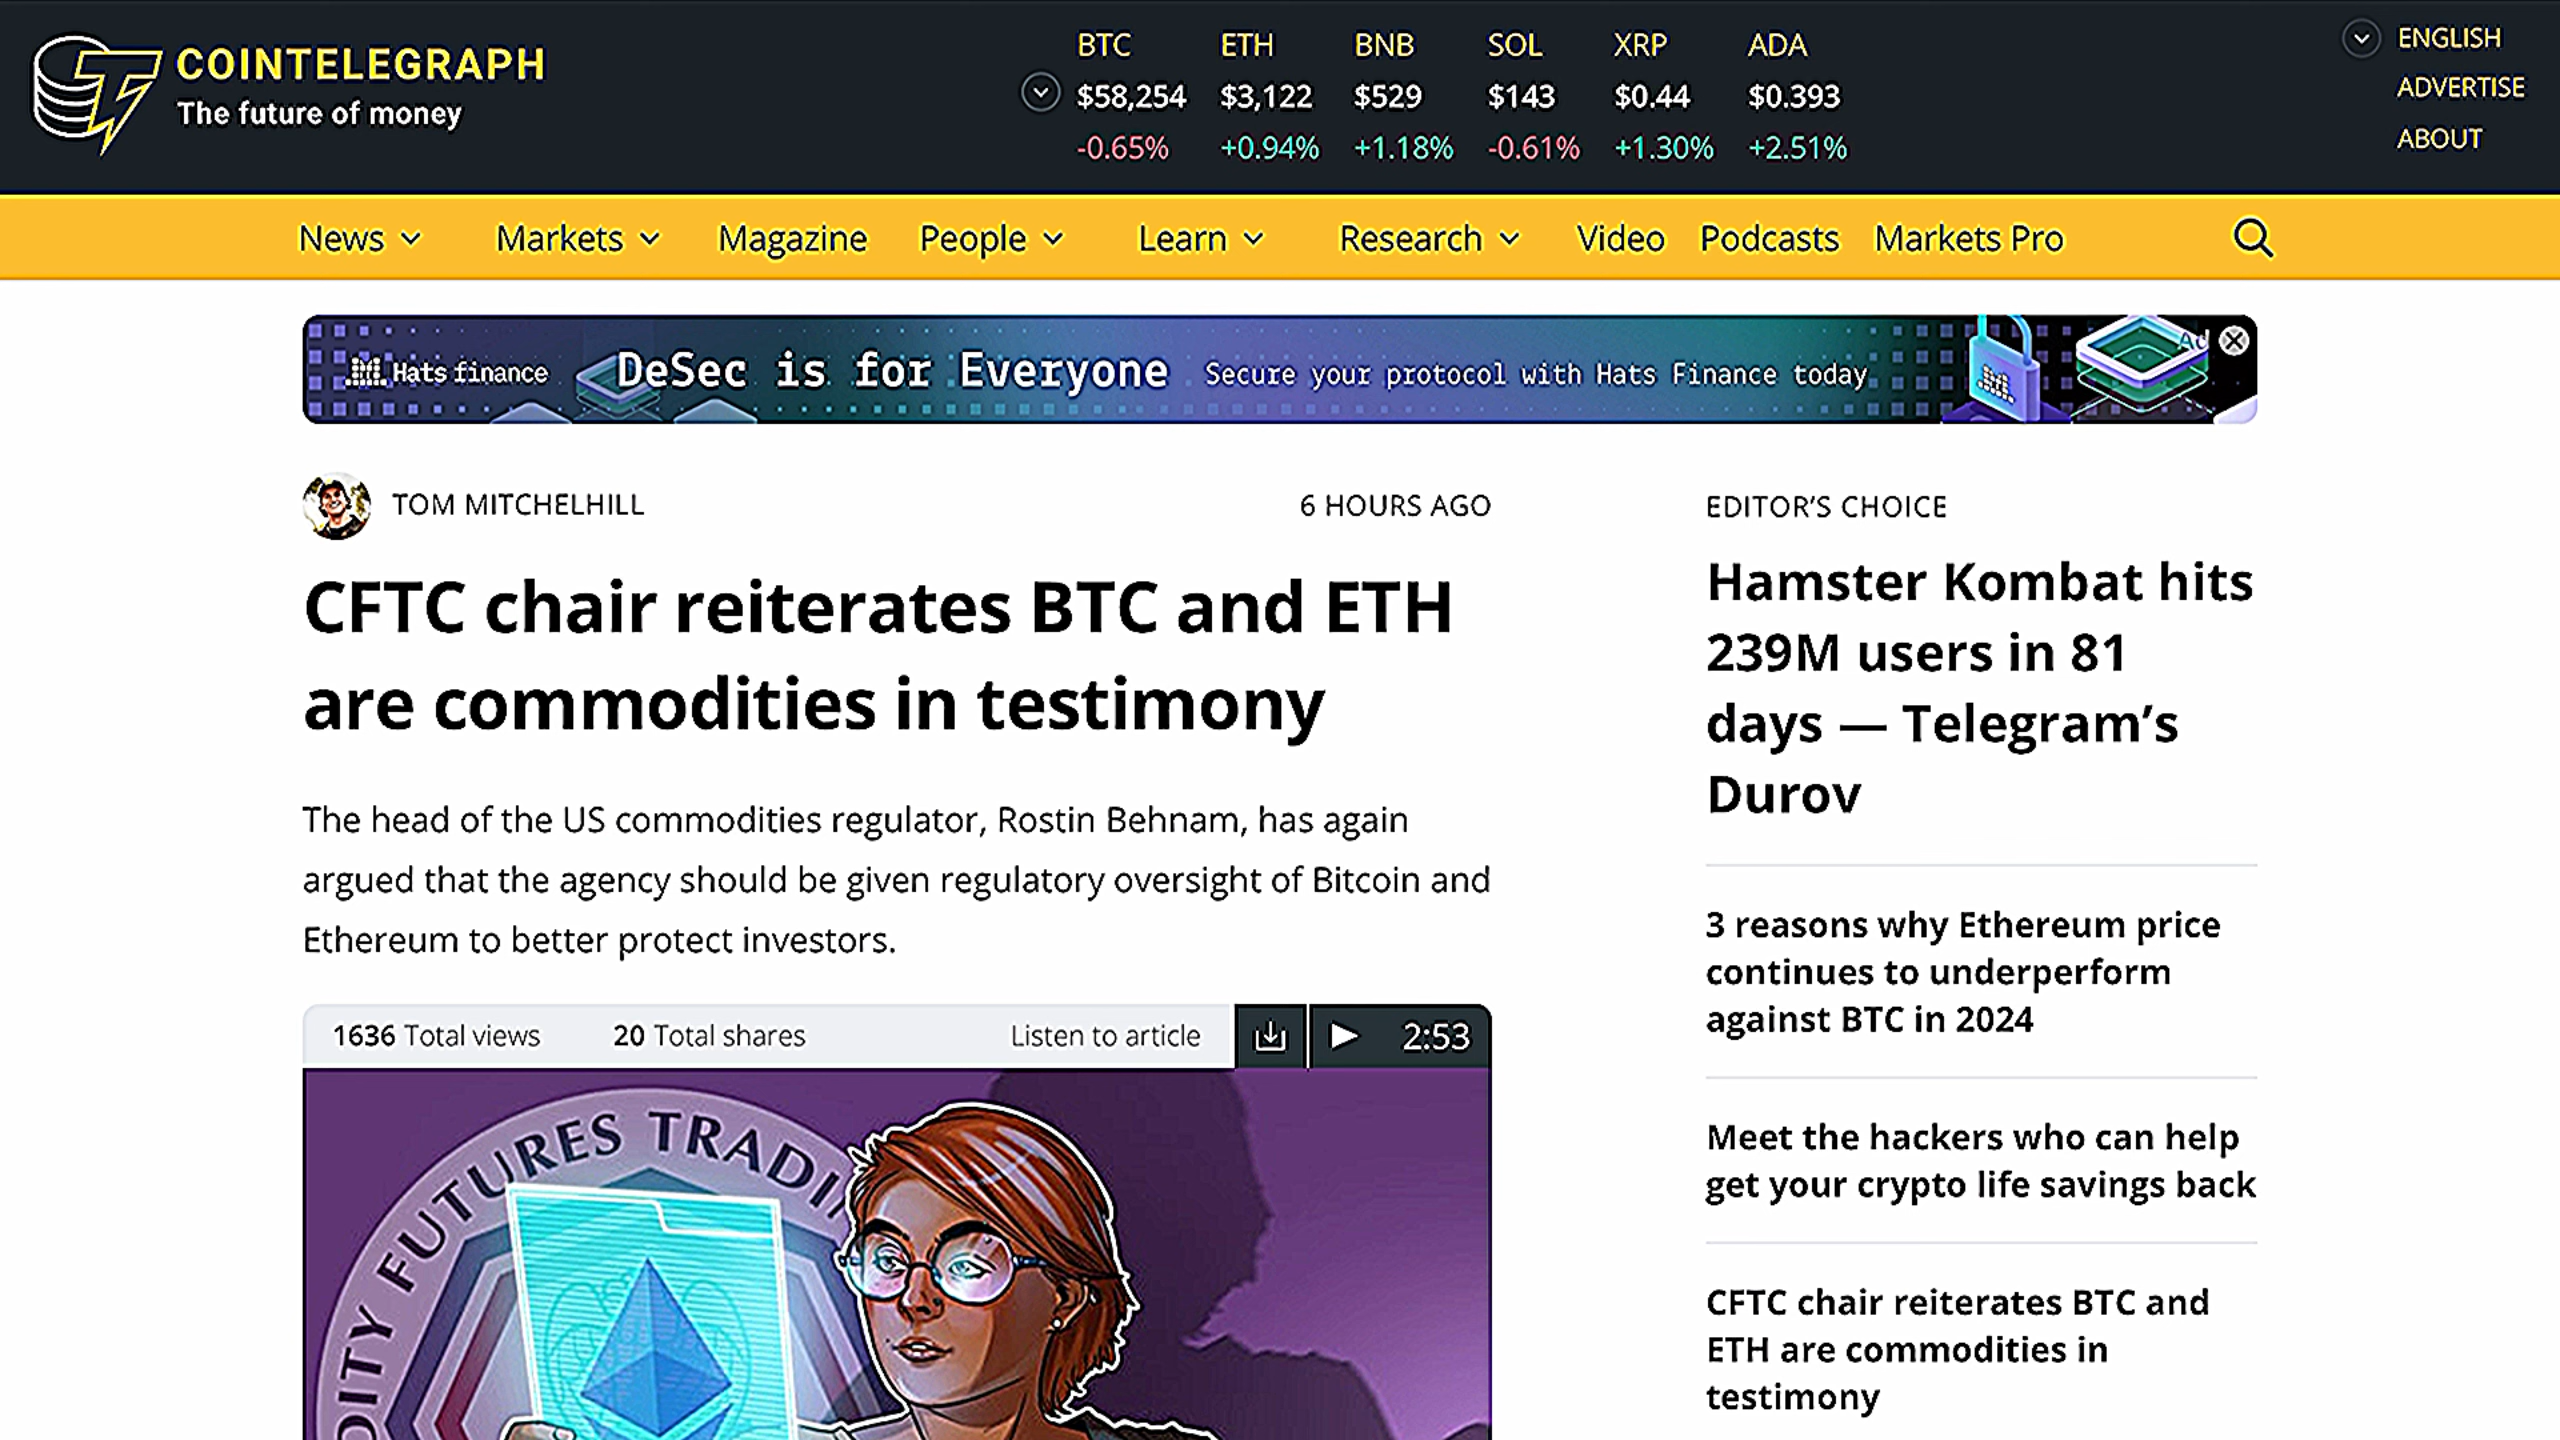 COINTELEGRAPH
The future of money
BTC ETH BNB SOL XRP ADA
$58,254 $3,122 $529 $143 $0.44 $0.393
-0.65% +0.94% +1.18% -0.61% +1.30% +2.51%
ENGLISH
ADVERTISE
ABOUT
News Markets Magazine People Learn Research Video Podcasts Markets Pro
Hats finance DeSec is for Everyone Secure your protocol with Hats Finance today Ad
TOM MITCHELHILL 6 HOURS AGO
CFTC chair reiterates BTC and ETH
are commodities in testimony
The head of the US commodities regulator, Rostin Behnam, has again
argued that the agency should be given regulatory oversight of Bitcoin and
Ethereum to better protect investors.
1636 Total views 20 Total shares Listen to article 2:53
FUTURES
EDITOR’S CHOICE
Hamster Kombat hits
239M users in 81
days — Telegram’s
Durov
3 reasons why Ethereum price
continues to underperform
against BTC in 2024
Meet the hackers who can help
get your crypto life savings back
CFTC chair reiterates BTC and
ETH are commodities in
testimony